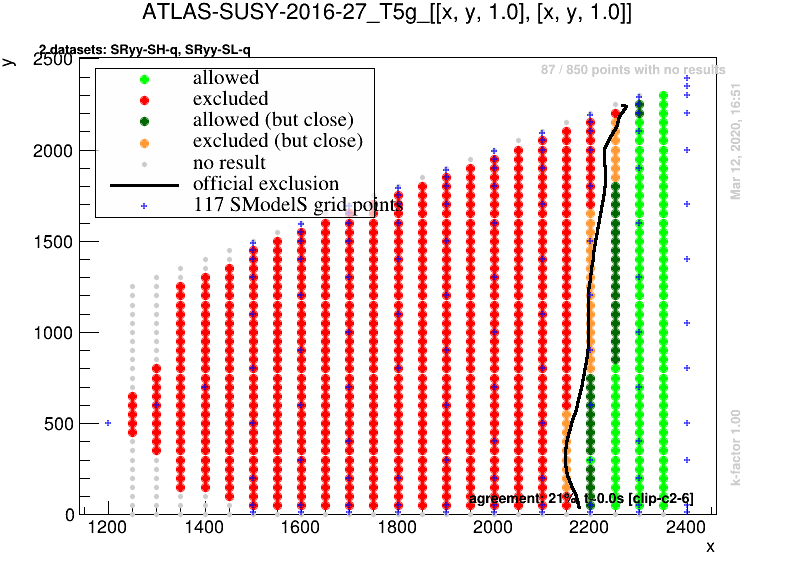 ATLAS-SUSY-2016-27_T5g_[[x, y, 1.0], [x, y, 1.0]]
2 datasets: SRyy-SH-q, SRyy-SL-q
87 / 850 points with no results
y
2500
2000
1500
1000
500
0
allowed
excluded
allowed (but close)
excluded (but close)
no result
official exclusion
117 SModelS grid points
Mar 12, 2020, 16:51
k-factor 1.00
agreement: 21%, t=0.0s [clip-c2-6]
1200 1400 1600 1800 2000 2200 2400
x